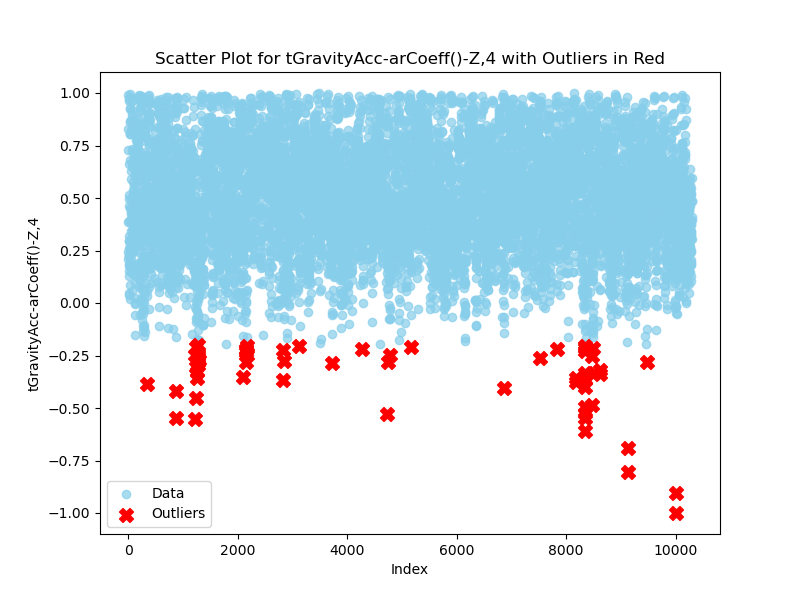 Scatter Plot for tGravityAcc-arCoeff()-Z,4 with Outliers in Red
tGravityAcc-arCoeff()-Z,4
1.00
0.75
0.50
0.25
0.00
−0.25
−0.50
−0.75
−1.00
Data
Outliers
0 2000 4000 6000 8000 10000
Index